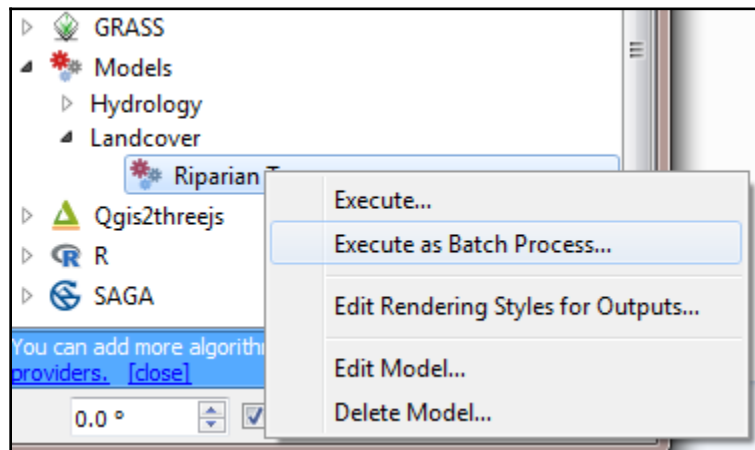 GRASS
Models
Hydrology
Landcover
Riparian
Execute...
Execute as Batch Process...
Edit Rendering Styles for Outputs...
Edit Model...
Delete Model...
Qgis2threejs
R
SAGA
You can add more
providers. [close]
0.0 °